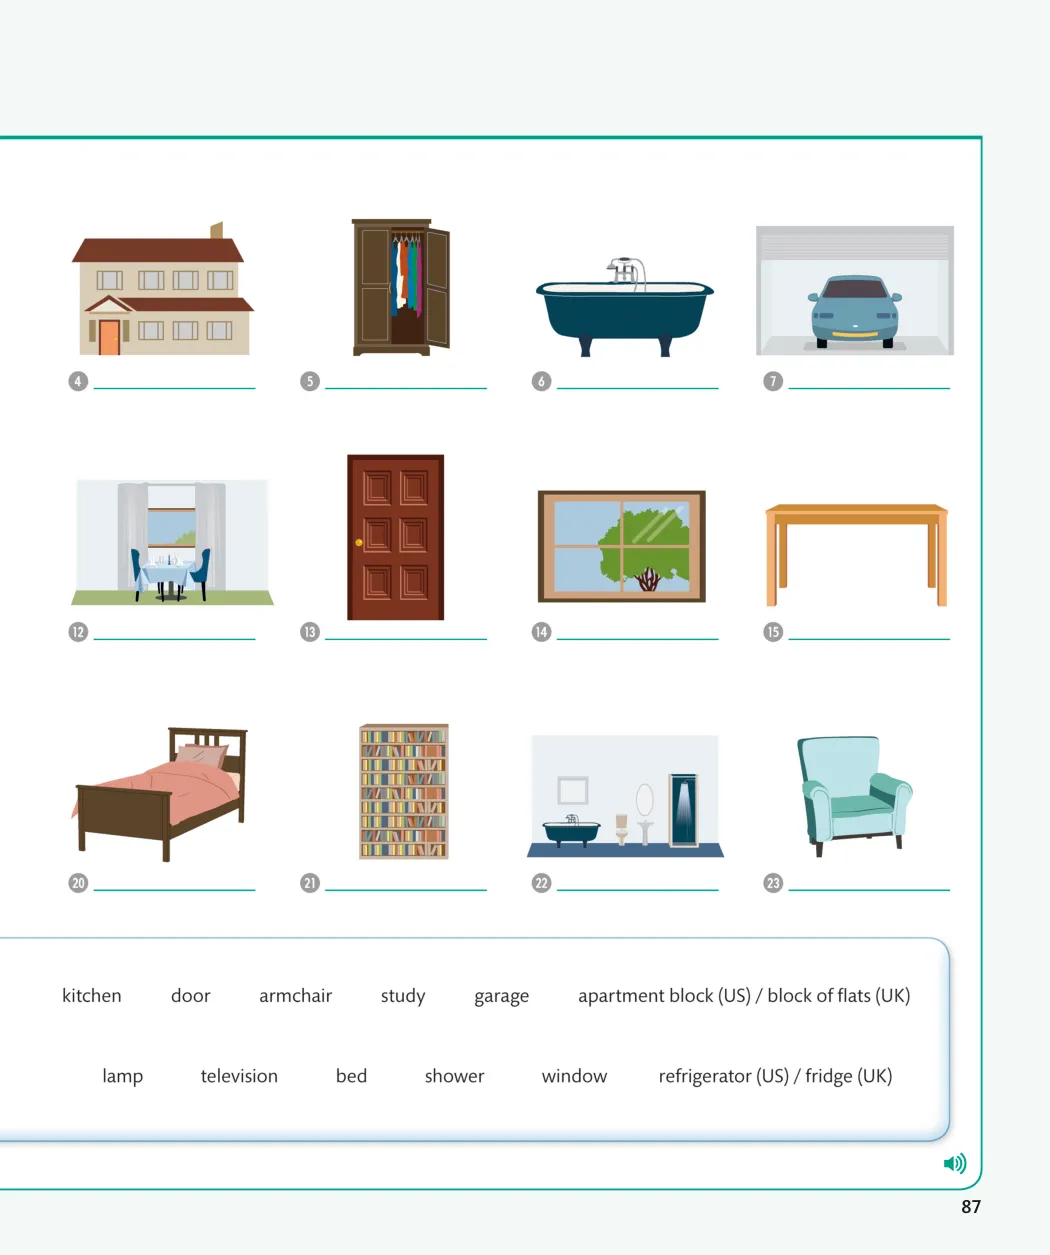 4 5 6 7
12 13 14 15
20 21 22 23
kitchen door armchair study garage apartment block (US) / block of flats (UK)
lamp television bed shower window refrigerator (US) / fridge (UK)
87